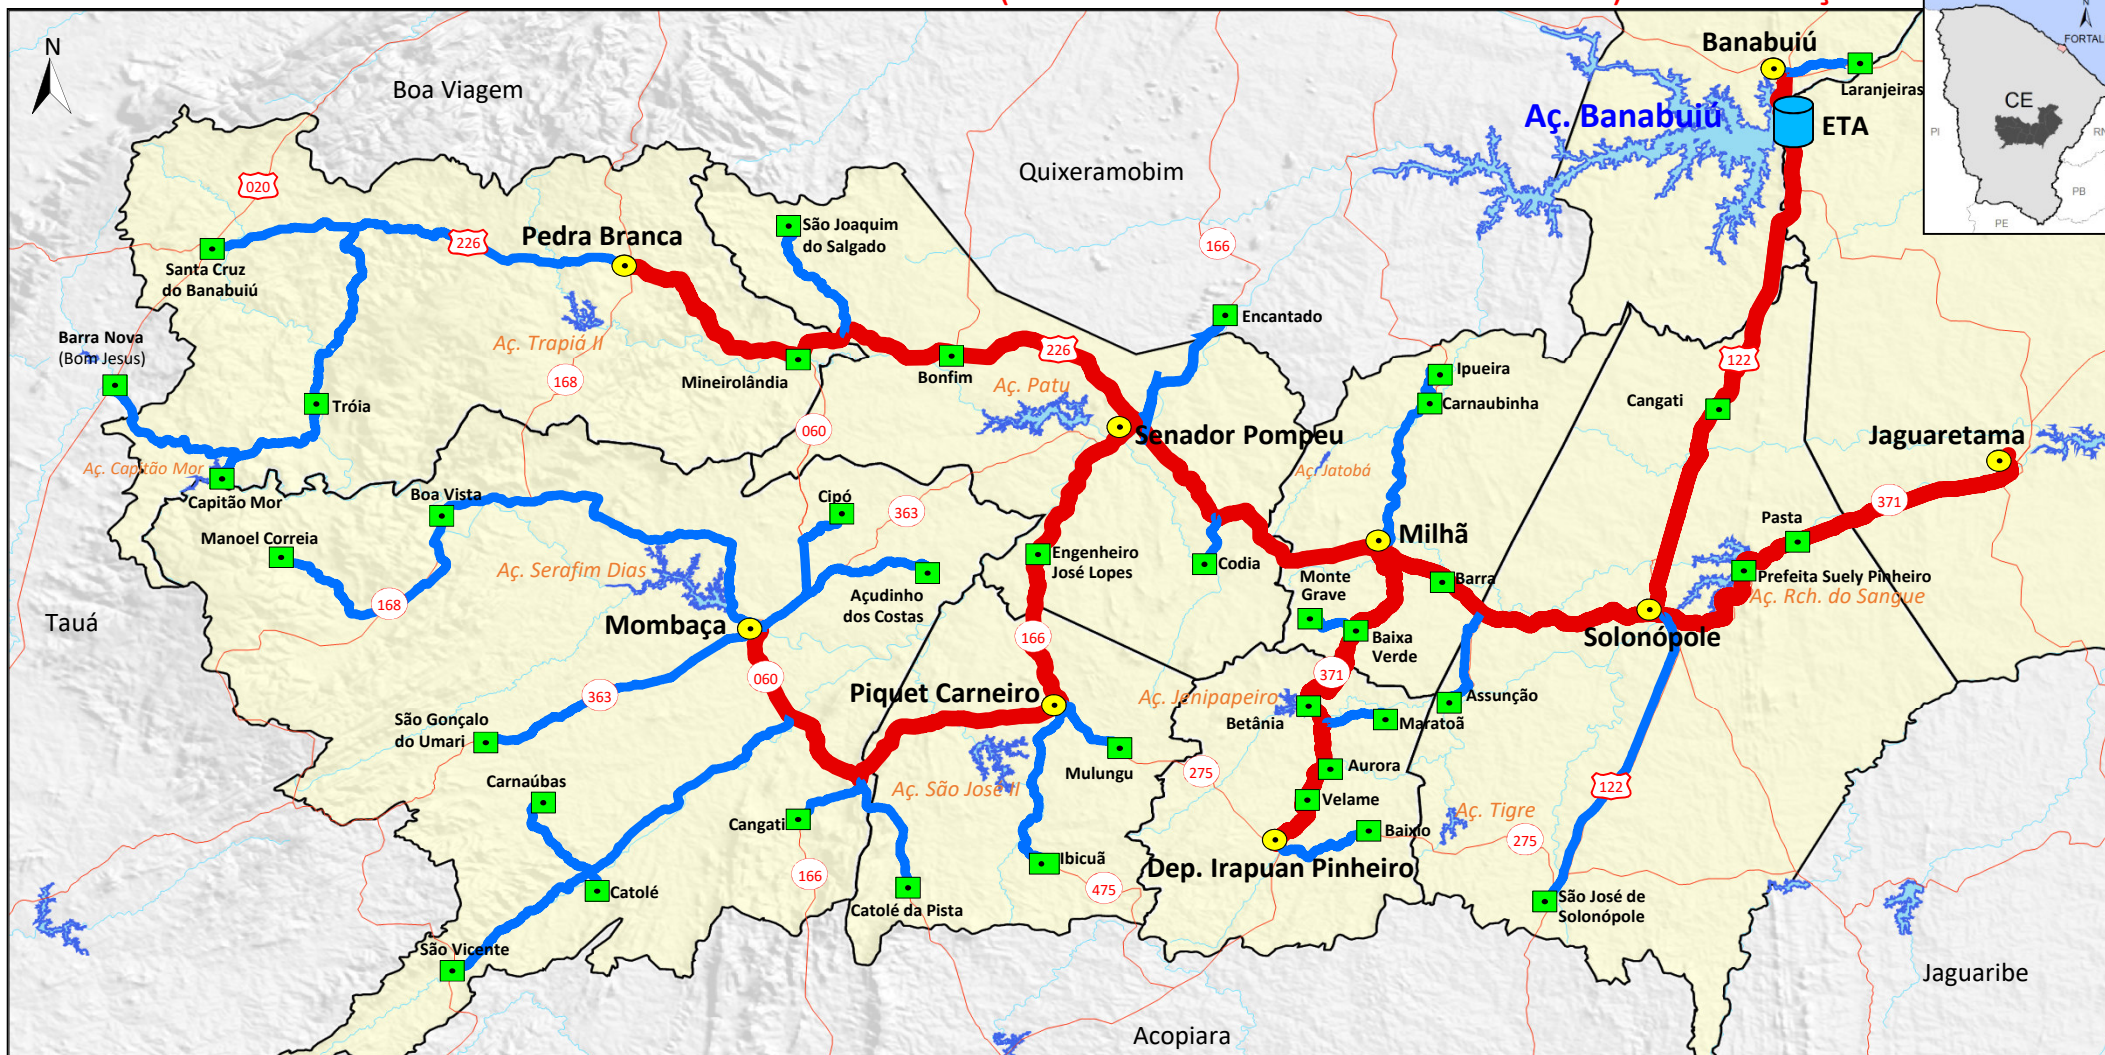 N
Boa Viagem
Quixeramobim
Banabuiú
Laranjeiras
Aç. Banabuiú
ETA
N
FORTAL
CE
PI
RN
PB
PE
020
226
Pedra Branca
São Joaquim
do Salgado
166
Santa Cruz
do Banabuiú
Encantado
Barra Nova
(Bom Jesus)
Aç. Trapiá II
Mineirolândia
Bonfim
226
122
168
Aç. Patu
Ipueira
Carnaubinha
Cangati
Tróia
060
Senador Pompeu
Jaguaretama
Aç. Capitão Mor
Capitão Mor
Aç. Jatobá
Boa Vista
Cipó
363
371
Pasta
Manoel Correia
Milhã
Aç. Serafim Dias
Engenheiro
José Lopes
Codia
Monte
Grave
Barra
Prefeita Suely Pinheiro
Aç. Rch. do Sangue
Açudinho
dos Costas
168
Tauá
Mombaça
166
Baixa
Verde
Solonópole
060
371
363
Piquet Carneiro
Aç. Jenipapeiro
Betânia
Maratoã
Assunção
São Gonçalo
do Umari
Mulungu
275
Aurora
122
Carnaúbas
Aç. São José II
Velame
Aç. Tigre
Cangati
Baixio
275
Ibicuã
Dep. Irapuan Pinheiro
166
475
Catolé
Catolé da Pista
São José de
Solonópole
São Vicente
Jaguaribe
Acopiara